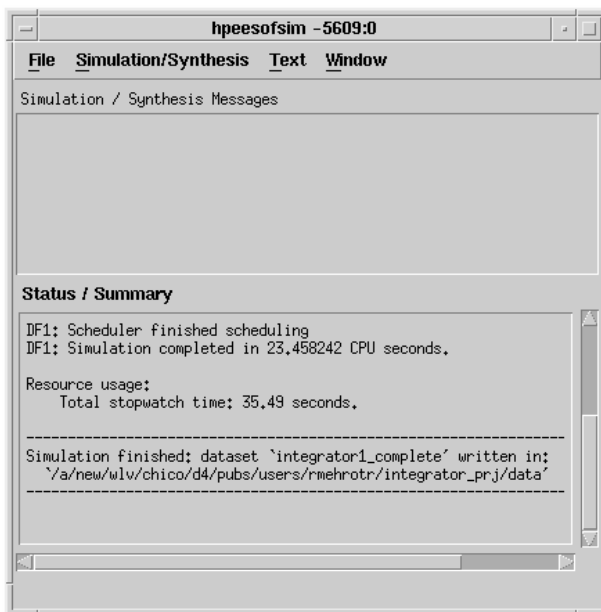 hpeesofsim -5609:0
File Simulation/Synthesis Text Window
Simulation / Synthesis Messages
Status / Summary
DF1: Scheduler finished scheduling
DF1: Simulation completed in 23.458242 CPU seconds.
Resource usage:
Total stopwatch time: 35.49 seconds.
----------------------------------------------------------------
Simulation finished: dataset `integrator1_complete' written in:
`/a/new/wlv/chico/d4/pubs/users/rmehrotr/integrator_prj/data'
----------------------------------------------------------------